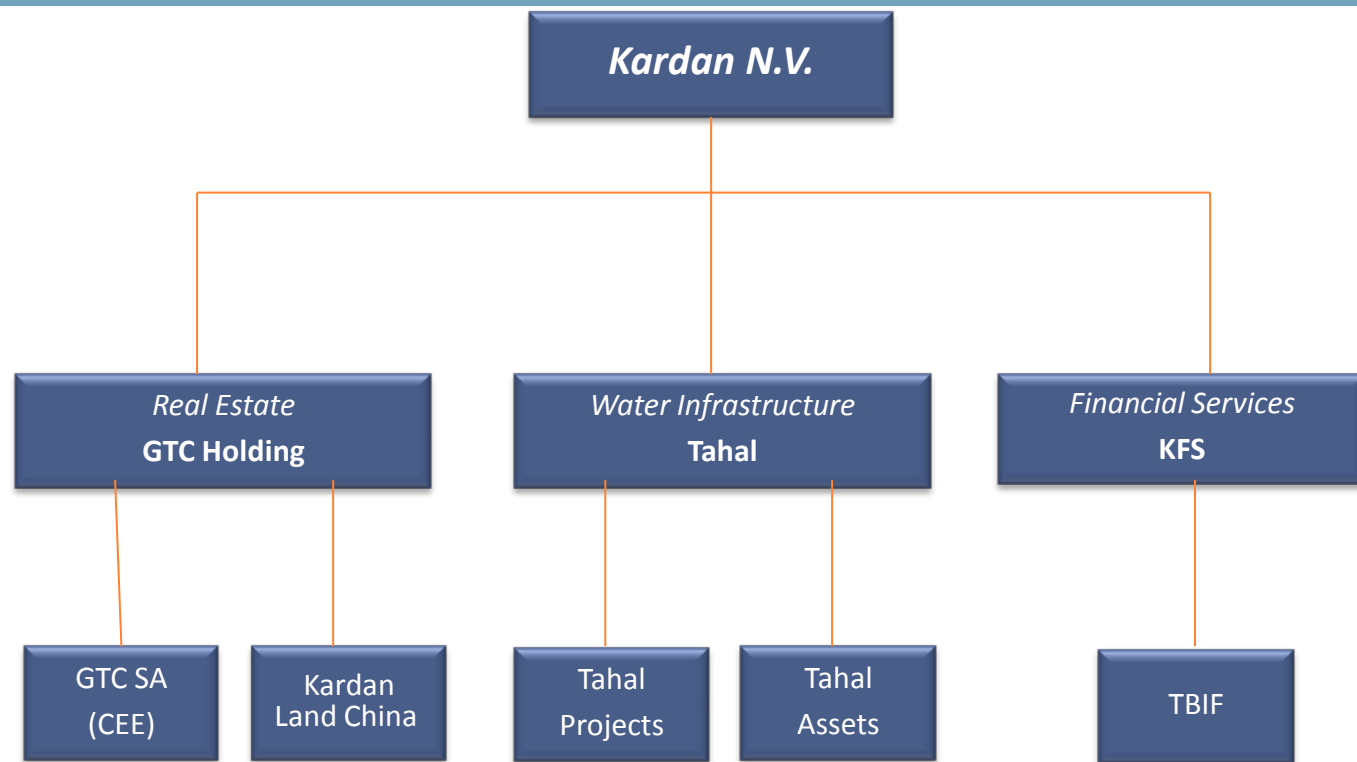 Kardan N.V.
Real Estate
GTC Holding
Water Infrastructure
Tahal
Financial Services
KFS
GTC SA
(CEE)
Kardan
Land China
Tahal
Projects
Tahal
Assets
TBIF